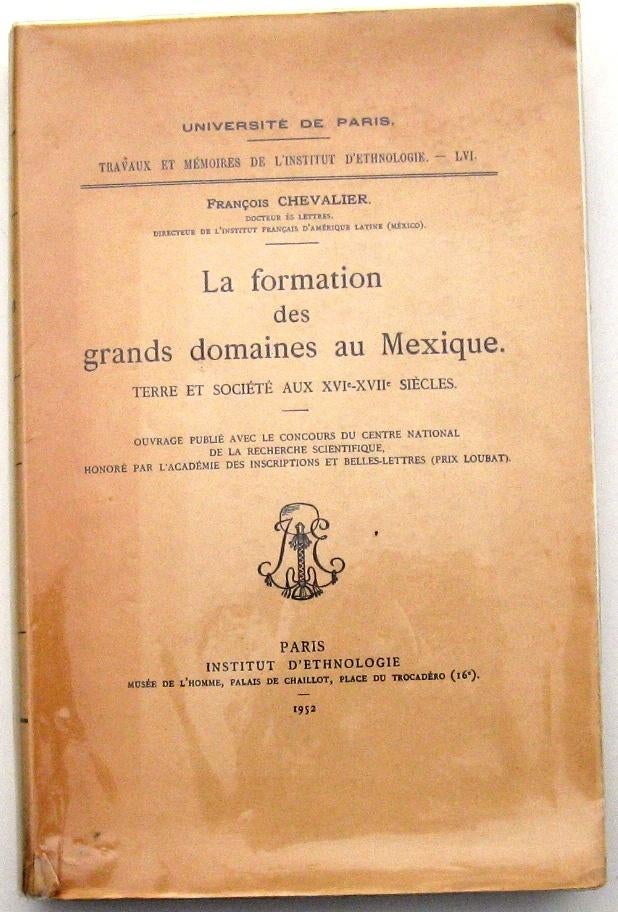 UNIVERSITÉ DE PARIS.
TRAVAUX ET MÉMOIRES DE L'INSTITUT D'ETHNOLOGIE. — LVI.
FRANÇOIS CHEVALIER.
DOCTEUR ÈS LETTRES.
DIRECTEUR DE L'INSTITUT FRANÇAIS D'AMÉRIQUE LATINE (MÉXICO).
La formation
des
grands domaines au Mexique.
TERRE ET SOCIÉTÉ AUX XVIe-XVIIe SIÈCLES.
OUVRAGE PUBLIÉ AVEC LE CONCOURS DU CENTRE NATIONAL
DE LA RECHERCHE SCIENTIFIQUE,
HONORÉ PAR L'ACADÉMIE DES INSCRIPTIONS ET BELLES-LETTRES (PRIX LOUBAT).
IE
PARIS
INSTITUT D'ETHNOLOGIE
MUSÉE DE L'HOMME, PALAIS DE CHAILLOT, PLACE DU TROCADÉRO (16e).
1952